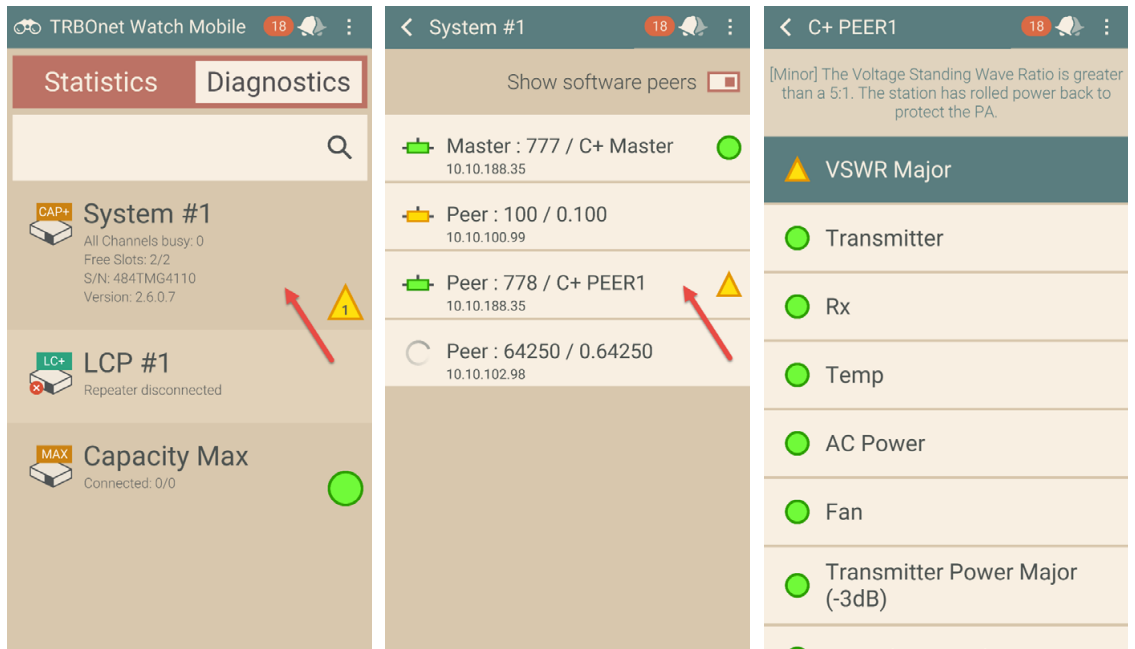 TRBOnet Watch Mobile 18
Statistics Diagnostics
CAP+ System #1
All Channels busy: 0
Free Slots: 2/2
S/N: 484TMG4110
Version: 2.6.0.7
1
LC+ LCP #1
Repeater disconnected
MAX Capacity Max
Connected: 0/0
System #1 18
Show software peers
Master : 777 / C+ Master
10.10.188.35
Peer : 100 / 0.100
10.10.100.99
Peer : 778 / C+ PEER1
10.10.188.35
Peer : 64250 / 0.64250
10.10.102.98
C+ PEER1 18
[Minor] The Voltage Standing Wave Ratio is greater
than a 5:1. The station has rolled power back to
protect the PA.
VSWR Major
Transmitter
Rx
Temp
AC Power
Fan
Transmitter Power Major
(-3dB)